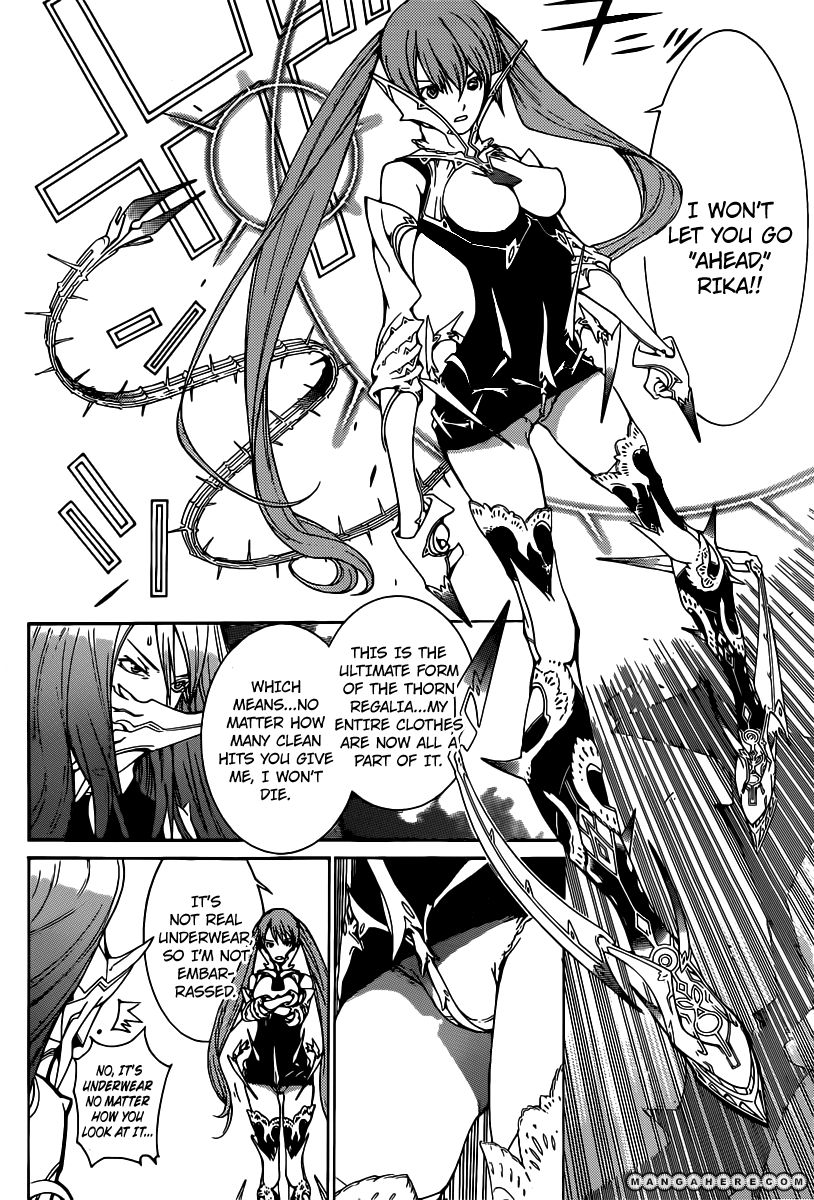 I WON'T
LET YOU GO
"AHEAD,"
RIKA!!
THIS IS THE
ULTIMATE FORM
OF THE THORN
REGALIA...MY
ENTIRE CLOTHES
ARE NOW ALL A
PART OF IT.
WHICH
MEANS...NO
MATTER HOW
MANY CLEAN
HITS YOU GIVE
ME, I WON'T
DIE.
IT'S
NOT REAL
UNDERWEAR,
SO I'M NOT
EMBAR-
RASSED.
NO, IT'S
UNDERWEAR
NO MATTER
HOW YOU
LOOK AT IT...
MANGAHERE.COM